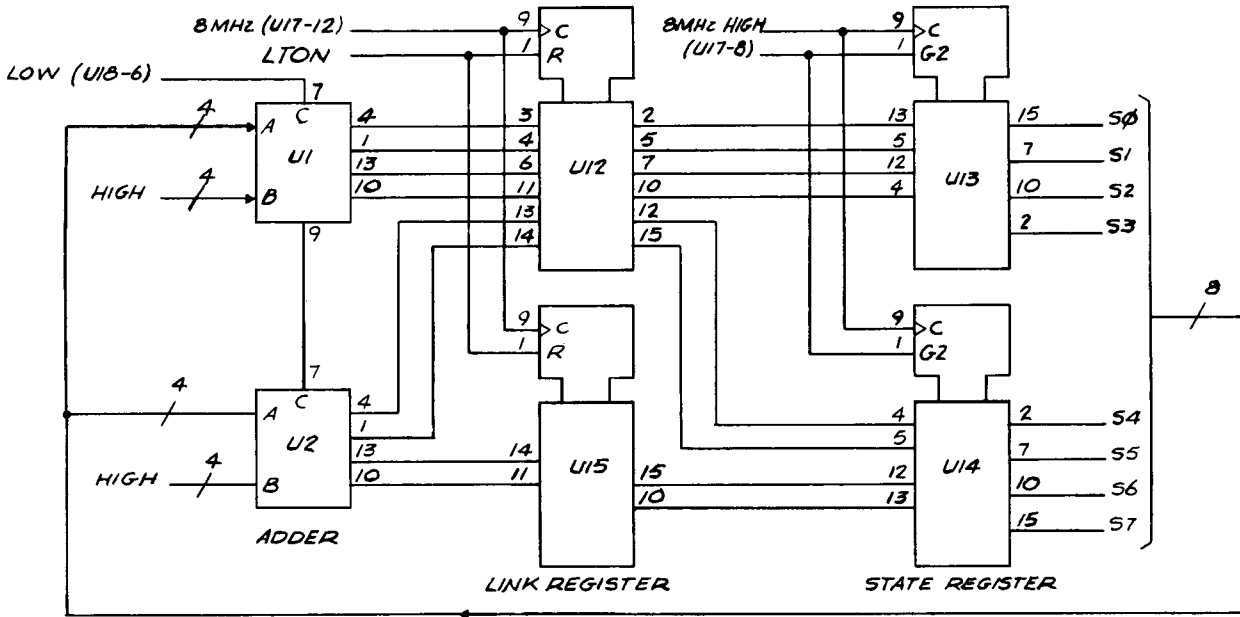 8MHZ (U17-12)
LTON
LOW (U18-6)
9
1
C
R
8MHZ HIGH
(U17-8)
9
1
C
G2
7
C
4
A
U1
4
HIGH
B
9
4
1
13
10
13
14
3
4
6
11
U12
2
5
7
10
12
15
13
5
12
4
U13
15
7
10
2
SØ
S1
S2
S3
8
9
1
C
R
9
1
C
G2
7
C
4
A
U2
4
HIGH
B
4
1
13
10
ADDER
14
11
U15
15
10
LINK REGISTER
4
5
12
13
U14
2
7
10
15
S4
S5
S6
S7
STATE REGISTER